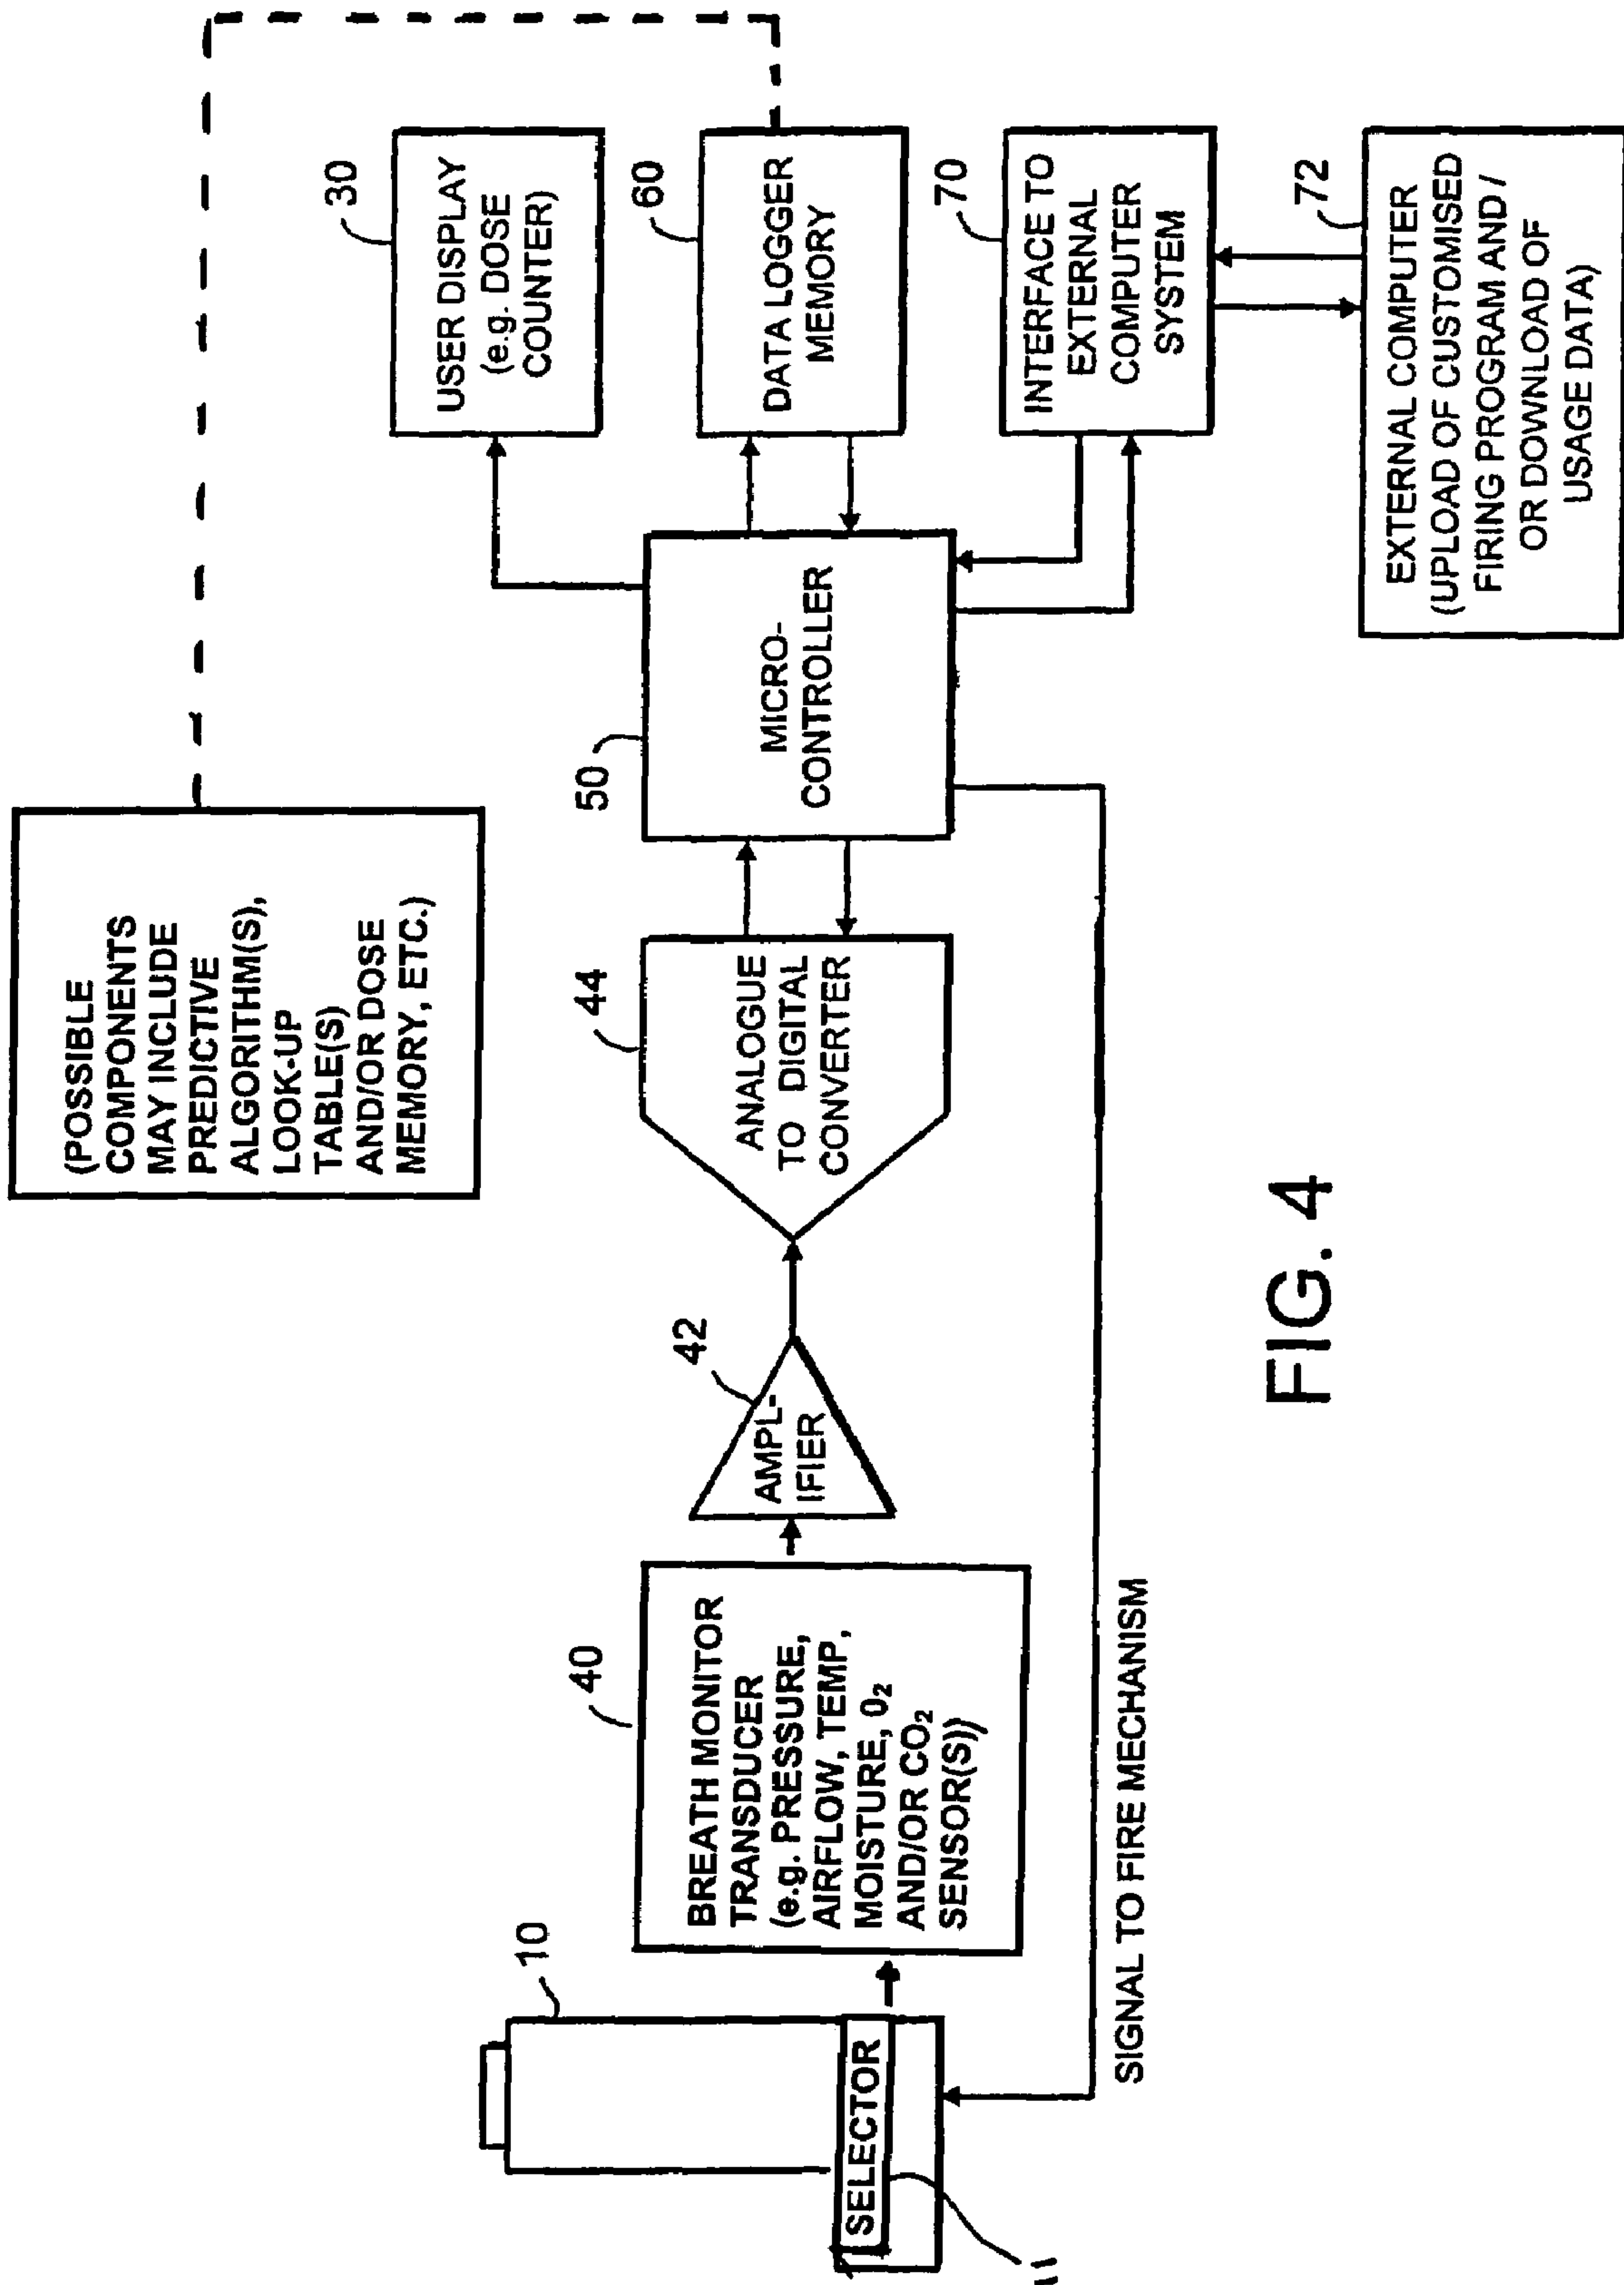 (POSSIBLE
COMPONENTS
MAY INCLUDE
PREDICTIVE
ALGORITHM(S),
LOOK-UP
TABLE(S)
AND/OR DOSE
MEMORY, ETC.)
30
USER DISPLAY
(e.g. DOSE
COUNTER)
10
SELECTOR
11
40
BREATH MONITOR
TRANSDUCER
(e.g. PRESSURE,
AIRFLOW, TEMP,
MOISTURE, O₂
AND/OR CO₂
SENSOR(S))
42
AMPL-
IFIER
44
ANALOGUE
TO DIGITAL
CONVERTER
50
MICRO-
CONTROLLER
60
DATA LOGGER
MEMORY
70
INTERFACE TO
EXTERNAL
COMPUTER
SYSTEM
72
EXTERNAL COMPUTER
(UPLOAD OF CUSTOMISED
FIRING PROGRAM AND /
OR DOWNLOAD OF
USAGE DATA)
SIGNAL TO FIRE MECHANISM
FIG. 4